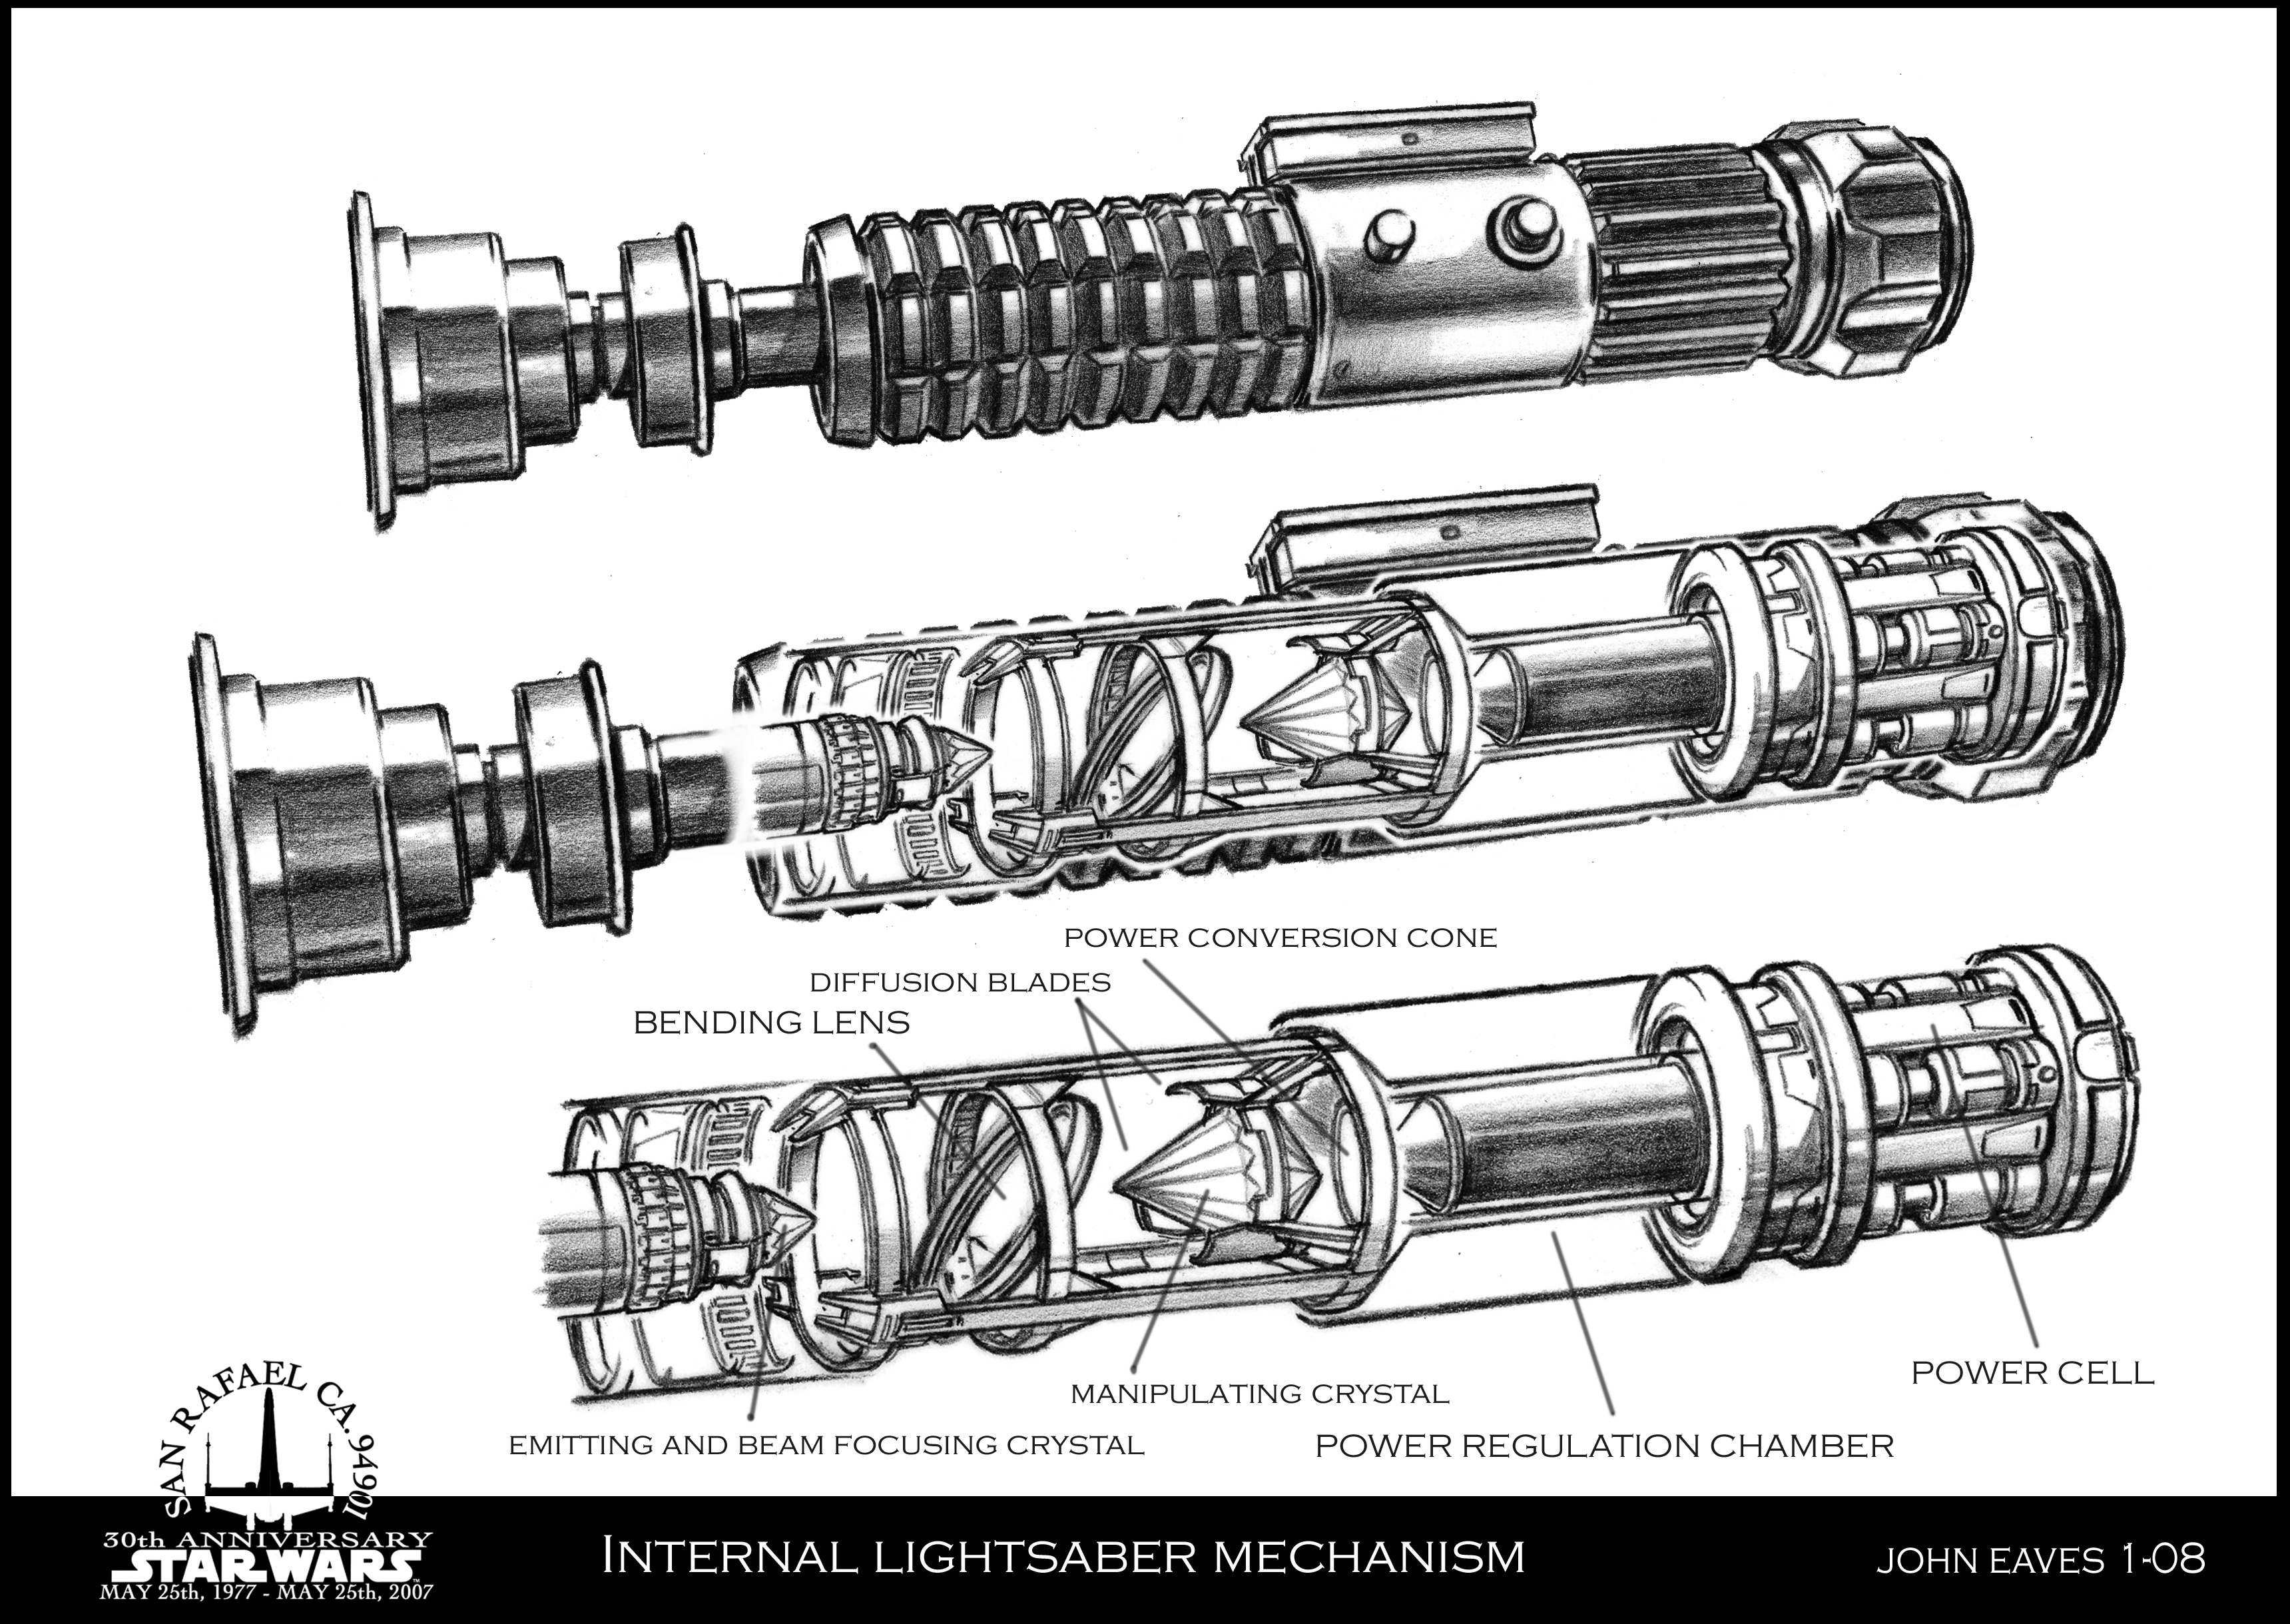 POWER CONVERSION CONE
DIFFUSION BLADES
BENDING LENS
POWER CELL
MANIPULATING CRYSTAL
EMITTING AND BEAM FOCUSING CRYSTAL
POWER REGULATION CHAMBER
SAN RAFAEL CA. 94901
30th ANNIVERSARY
STAR WARS
MAY 25th, 1977 - MAY 25th, 2007
INTERNAL LIGHTSABER MECHANISM
JOHN EAVES 1-08